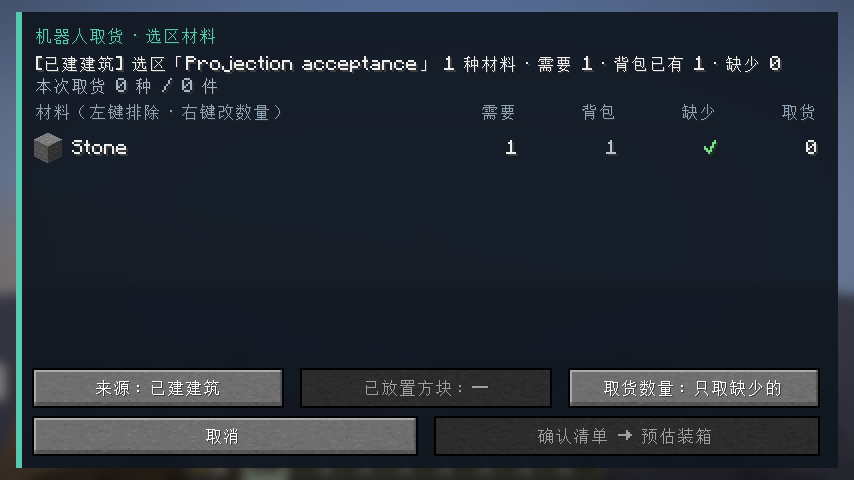 机器人取货 · 选区材料
[已建建筑] 选区「Projection acceptance」 1 种材料 · 需要 1 · 背包已有 1 · 缺少 0
本次取货 0 种 / 0 件
材料（左键排除 · 右键改数量） 需要 背包 缺少 取货
Stone 1 1 ✓ 0
来源：已建建筑 已放置方块：— 取货数量：只取缺少的
取消 确认清单 → 预估装箱